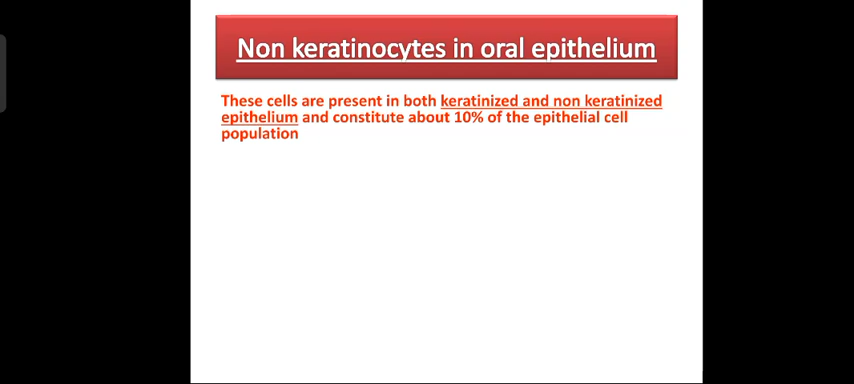 Non keratinocytes in oral epithelium
These cells are present in both keratinized and non keratinized
epithelium and constitute about 10% of the epithelial cell
population